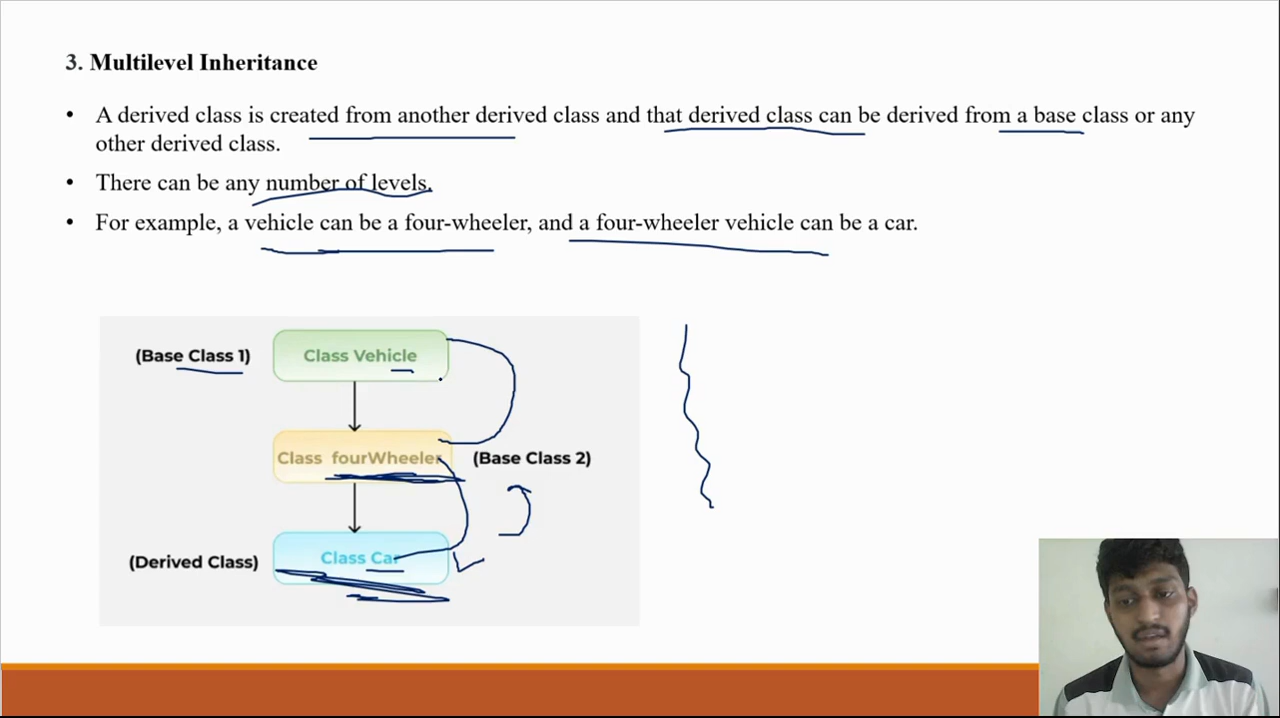 3. Multilevel Inheritance
• A derived class is created from another derived class and that derived class can be derived from a base class or any
other derived class.
• There can be any number of levels.
• For example, a vehicle can be a four-wheeler, and a four-wheeler vehicle can be a car.
(Base Class 1) Class Vehicle
Class fourWheeler (Base Class 2)
(Derived Class) Class Car